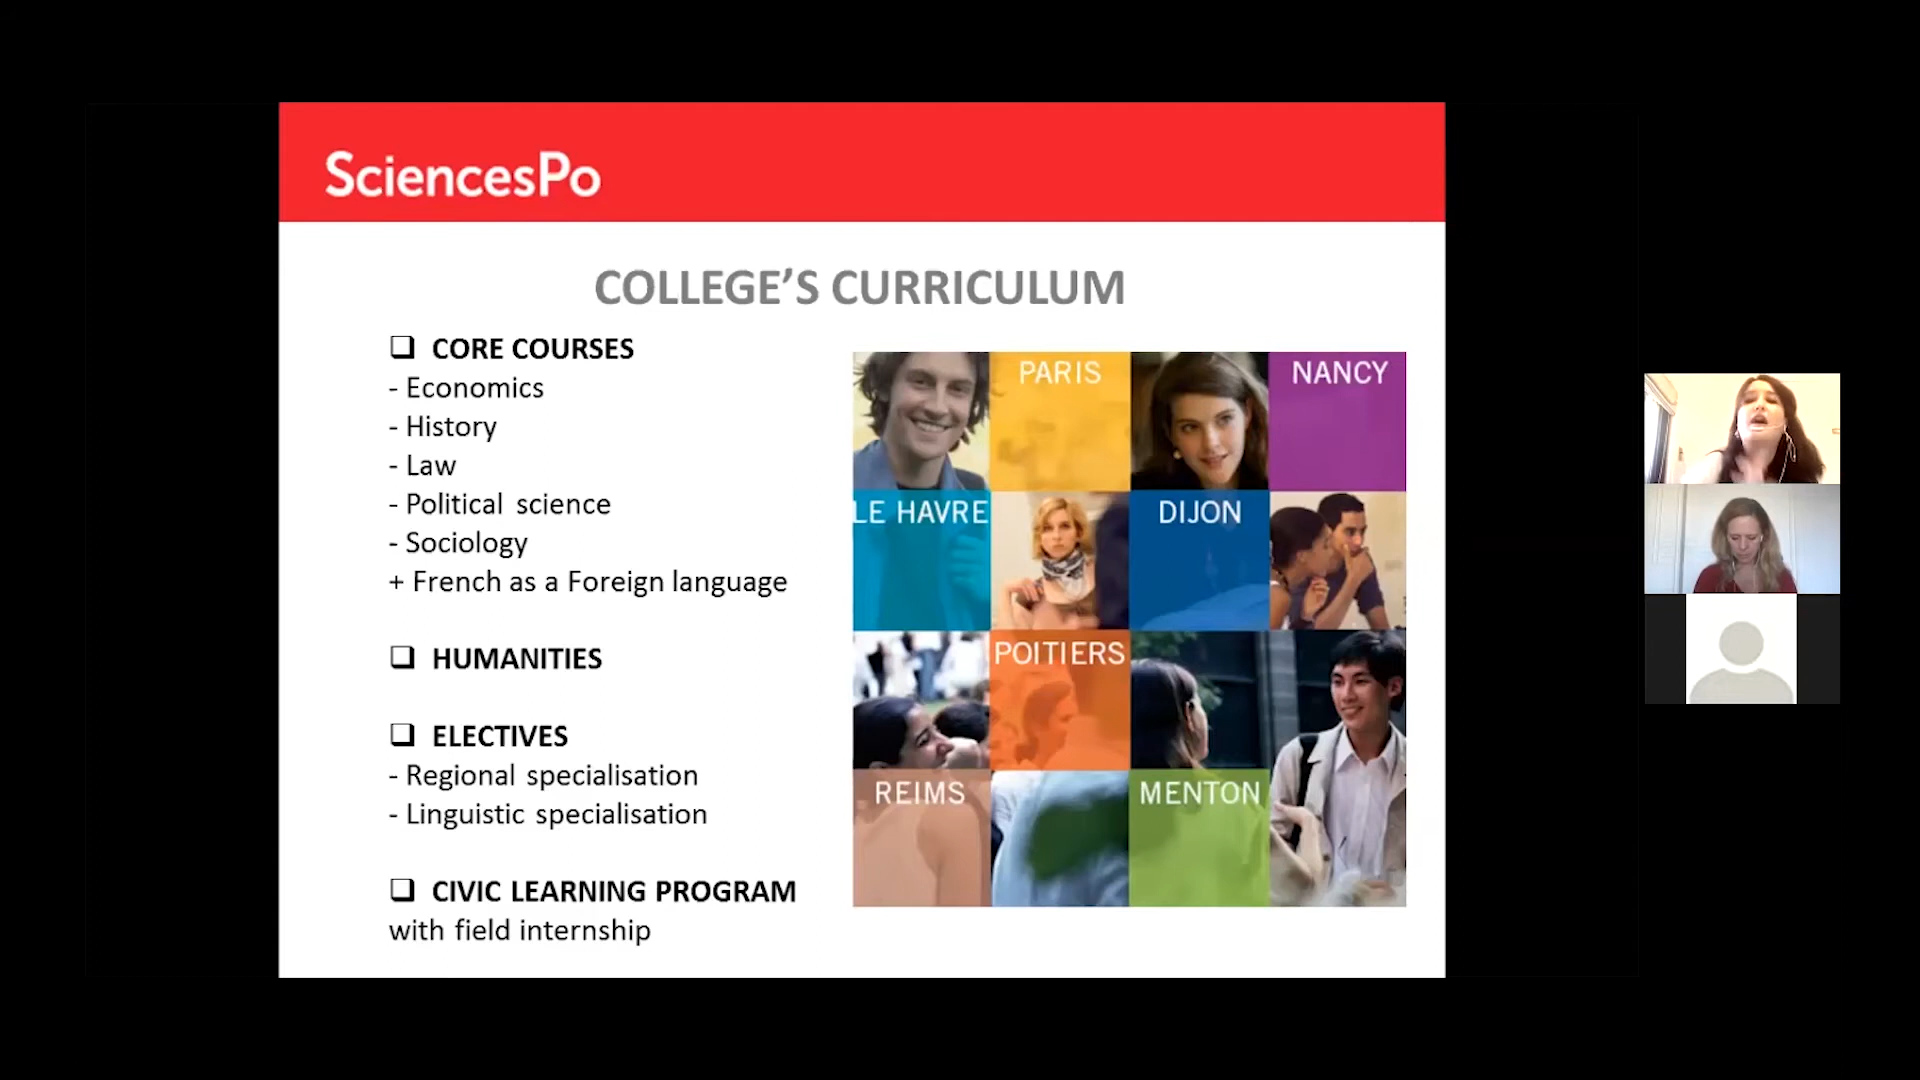 SciencesPo
COLLEGE'S CURRICULUM
❑ CORE COURSES
- Economics
- History
- Law
- Political science
- Sociology
+ French as a Foreign language
❑ HUMANITIES
❑ ELECTIVES
- Regional specialisation
- Linguistic specialisation
❑ CIVIC LEARNING PROGRAM
with field internship
PARIS
NANCY
LE HAVRE
DIJON
POITIERS
REIMS
MENTON